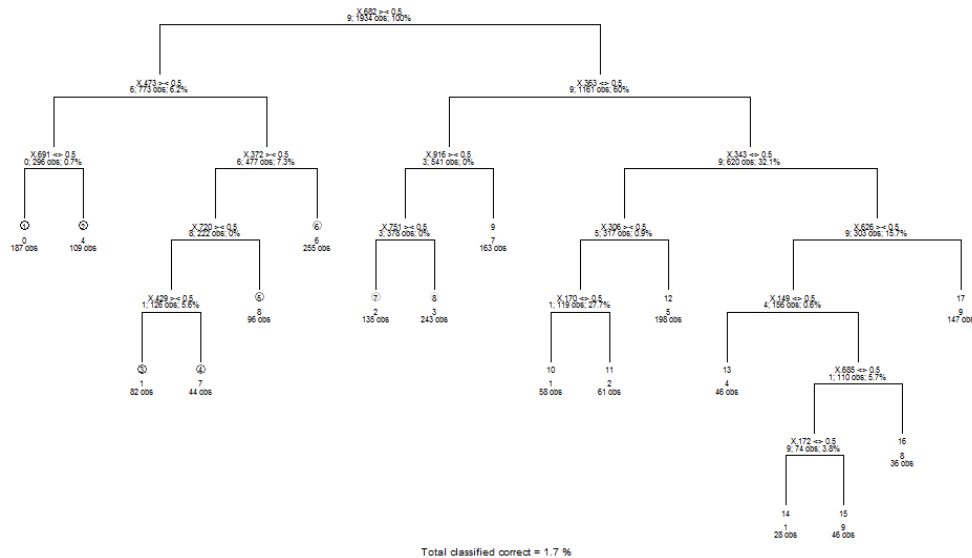 X.682 >< 0.5
9; 1934 obs; 100%
X.473 >< 0.5
6; 773 obs; 6.2%
X.363 <> 0.5
9; 1161 obs; 60%
X.691 <> 0.5
0; 296 obs; 0.7%
X.372 >< 0.5
6; 477 obs; 7.3%
X.916 >< 0.5
3; 541 obs; 0%
X.343 <> 0.5
9; 620 obs; 32.1%
1
0
187 obs
2
4
109 obs
X.720 >< 0.5
8; 222 obs; 0%
6
6
255 obs
X.751 >< 0.5
3; 378 obs; 0%
9
7
163 obs
X.306 >< 0.5
5; 317 obs; 0.9%
X.626 >< 0.5
9; 303 obs; 15.7%
X.429 >< 0.5
1; 126 obs; 5.6%
5
8
96 obs
7
2
135 obs
8
3
243 obs
X.170 <> 0.5
1; 119 obs; 27.7%
12
5
198 obs
X.149 <> 0.5
4; 156 obs; 0.6%
17
9
147 obs
3
1
82 obs
4
7
44 obs
10
1
58 obs
11
2
61 obs
13
4
46 obs
X.685 <> 0.5
1; 110 obs; 5.7%
X.172 <> 0.5
9; 74 obs; 3.8%
16
8
36 obs
14
1
28 obs
15
9
46 obs
Total classified correct = 1.7 %